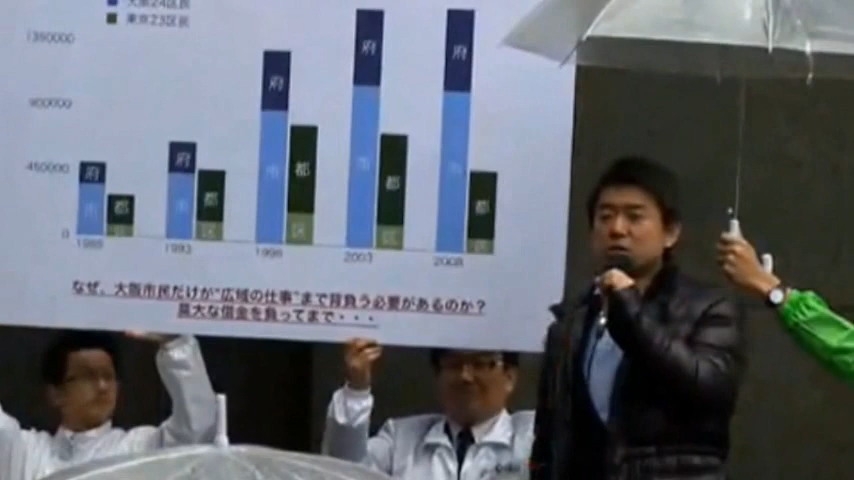 大阪24区民
東京23区民
1350000
900000
450000
0
府 府 府 府 府
市 市 市 市 市
都 都 都 都 都
区 区 区 区 区
1988 1993 1998 2003 2008
なぜ、大阪市民だけが"広域の仕事"まで背負う必要があるのか?
莫大な借金を負ってまで・・・